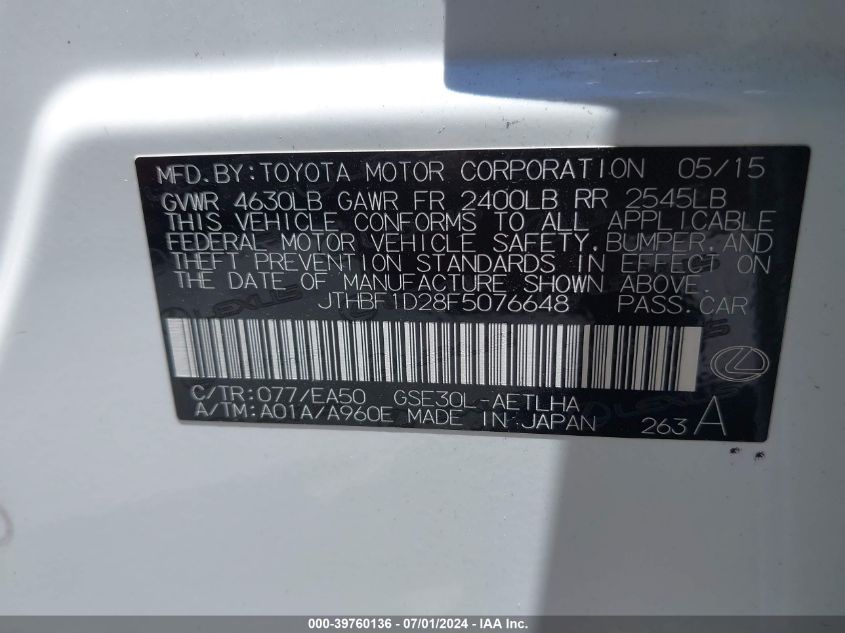 MFD.BY:TOYOTA MOTOR CORPORATION 05/15
GVWR 4630LB GAWR FR 2400LB RR 2545LB
THIS VEHICLE CONFORMS TO ALL APPLICABLE
FEDERAL MOTOR VEHICLE SAFETY,BUMPER,AND
THEFT PREVENTION STANDARDS IN EFFECT ON
THE DATE OF MANUFACTURE SHOWN ABOVE.
JTHBF1D28F5076648 PASS.CAR
C/TR:077/EA50 GSE30L-AETLHA
A/TM:A01A/A960E MADE IN JAPAN 263 A
000-39760136 - 07/01/2024 - IAA Inc.